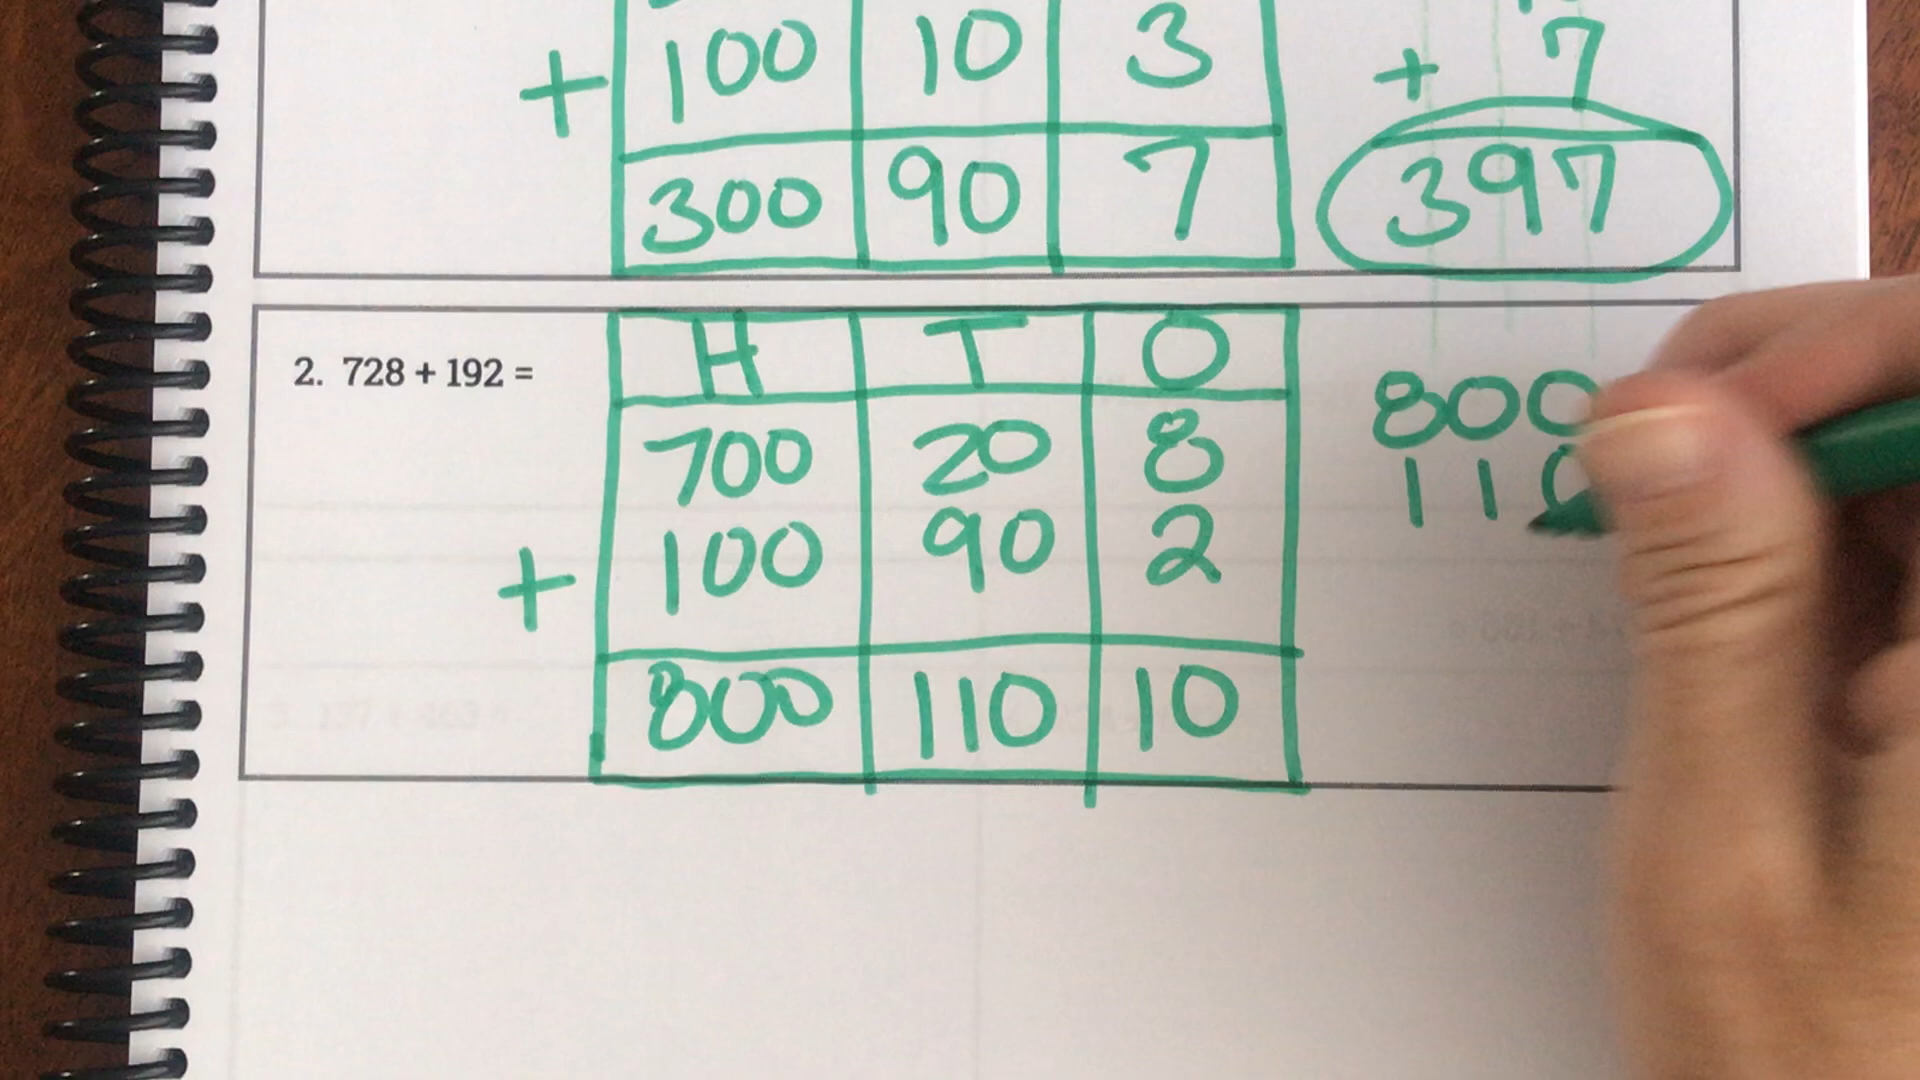 + 100 10 3 + 7
300 90 7 397
2. 728 + 192 = H T O
700 20 8 800
+ 100 90 2 110
800 110 10